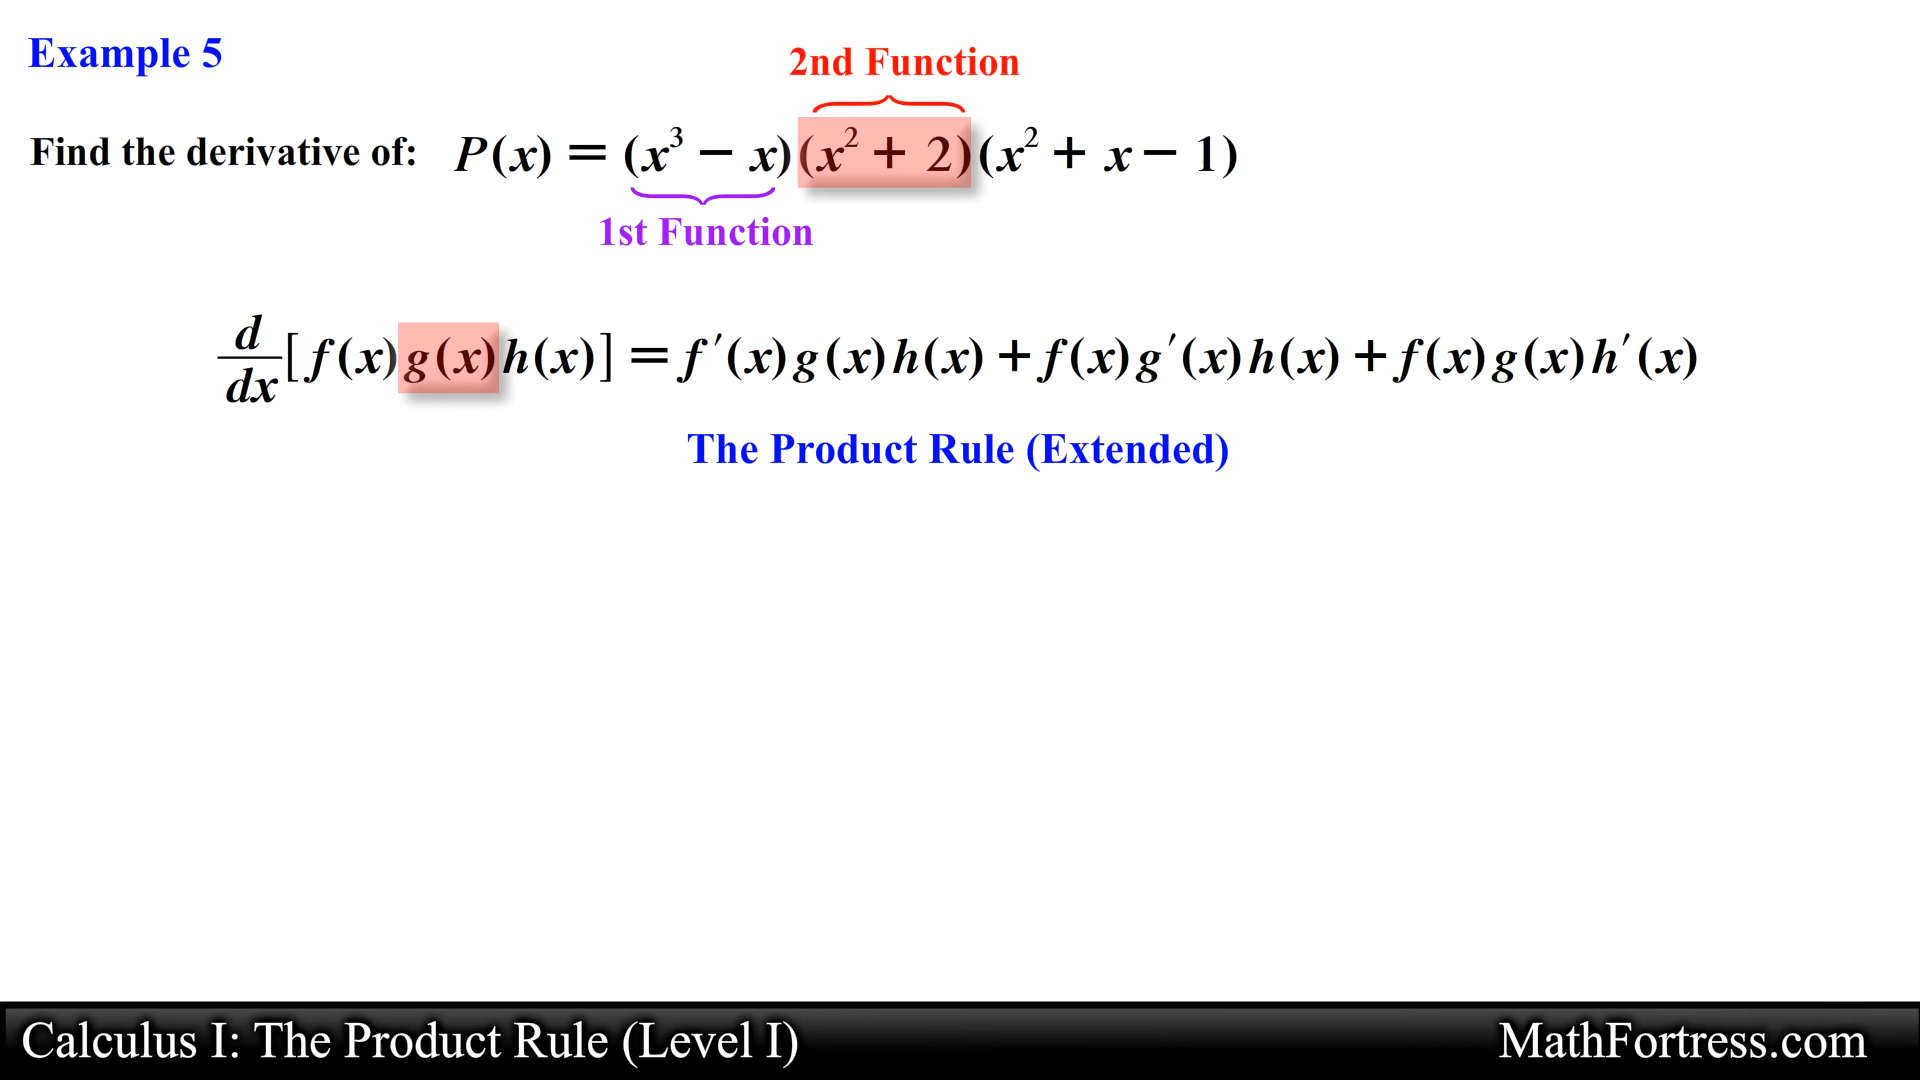 Example 5
2nd Function
Find the derivative of: P(x) = (x³ − x)(x² + 2)(x² + x − 1)
1st Function
d/dx [f(x)g(x)h(x)] = f′(x)g(x)h(x) + f(x)g′(x)h(x) + f(x)g(x)h′(x)
The Product Rule (Extended)
Calculus I: The Product Rule (Level I)
MathFortress.com